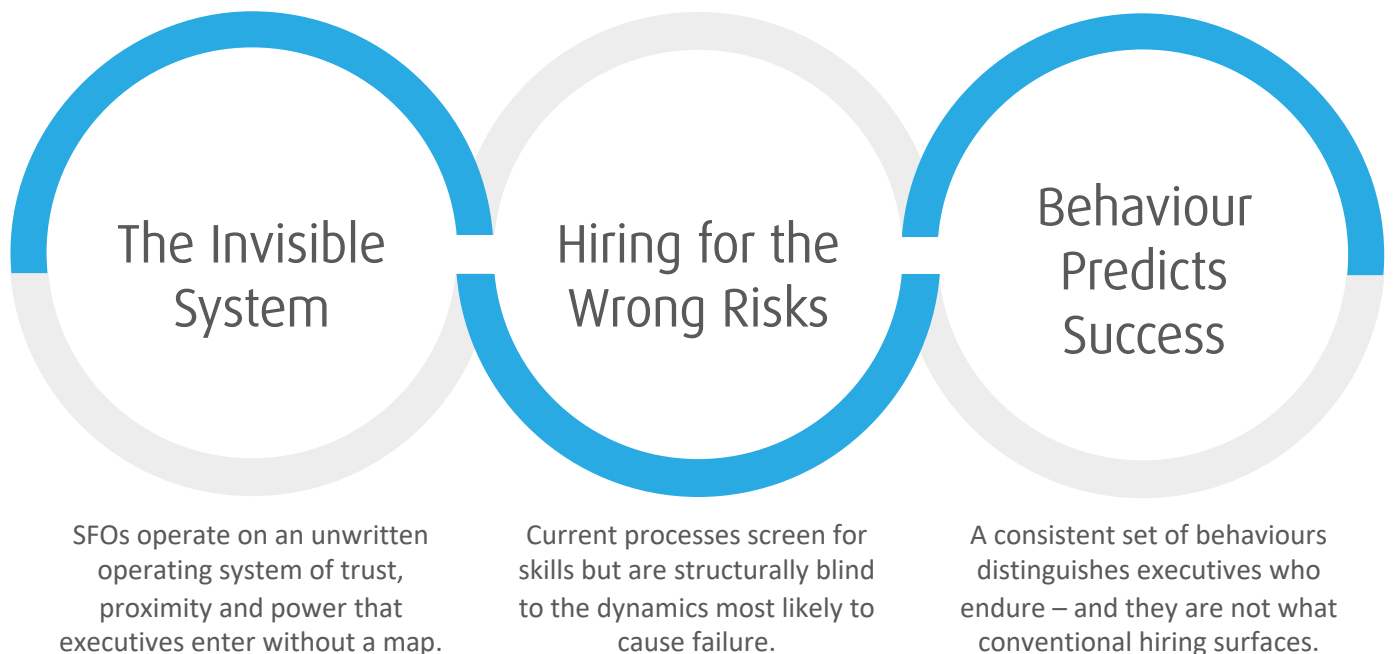 The Invisible
System
Hiring for the
Wrong Risks
Behaviour
Predicts
Success
SFOs operate on an unwritten
operating system of trust,
proximity and power that
executives enter without a map.
Current processes screen for
skills but are structurally blind
to the dynamics most likely to
cause failure.
A consistent set of behaviours
distinguishes executives who
endure – and they are not what
conventional hiring surfaces.